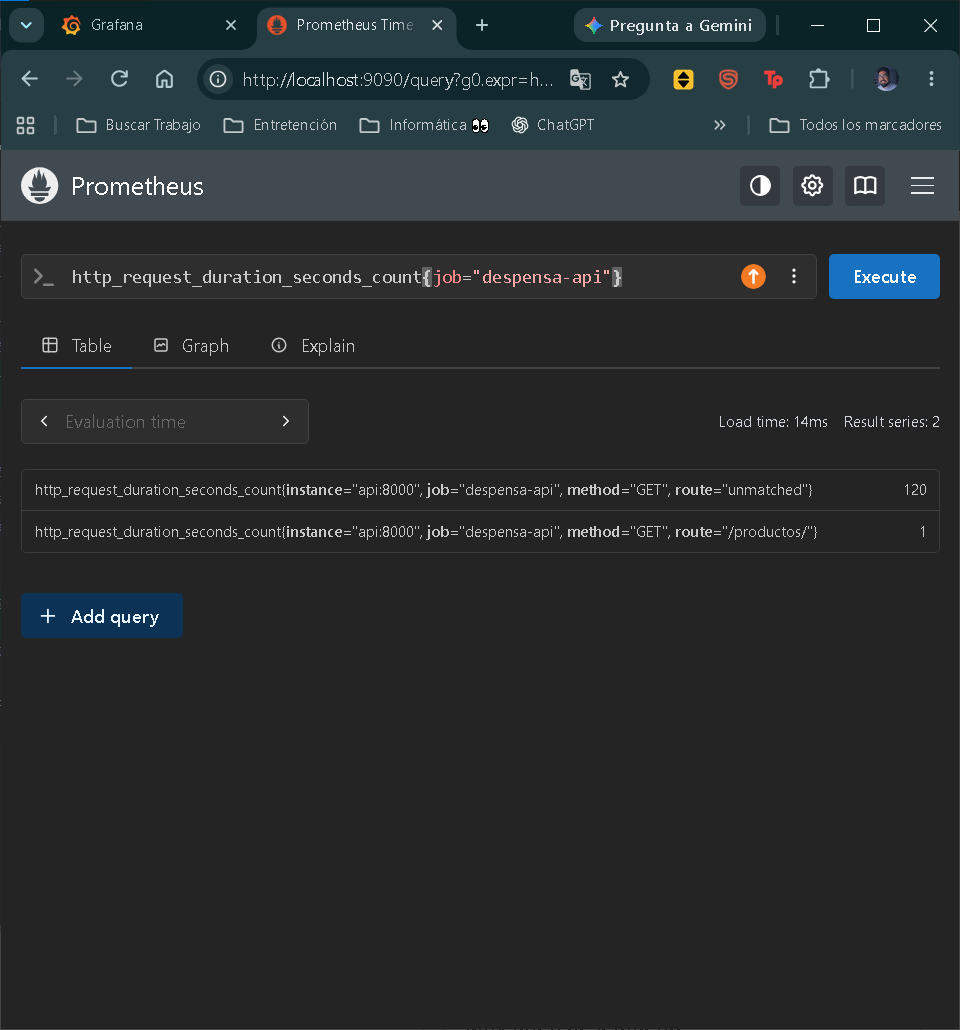 Grafana
Prometheus Time
Pregunta a Gemini
http://localhost:9090/query?g0.expr=h...
Buscar Trabajo
Entretención
Informática 👀
ChatGPT
Todos los marcadores
Prometheus
http_request_duration_seconds_count{job="despensa-api"}
Execute
Table
Graph
Explain
Evaluation time
Load time: 14ms Result series: 2
http_request_duration_seconds_count{instance="api:8000", job="despensa-api", method="GET", route="unmatched"} 120
http_request_duration_seconds_count{instance="api:8000", job="despensa-api", method="GET", route="/productos/"} 1
Add query